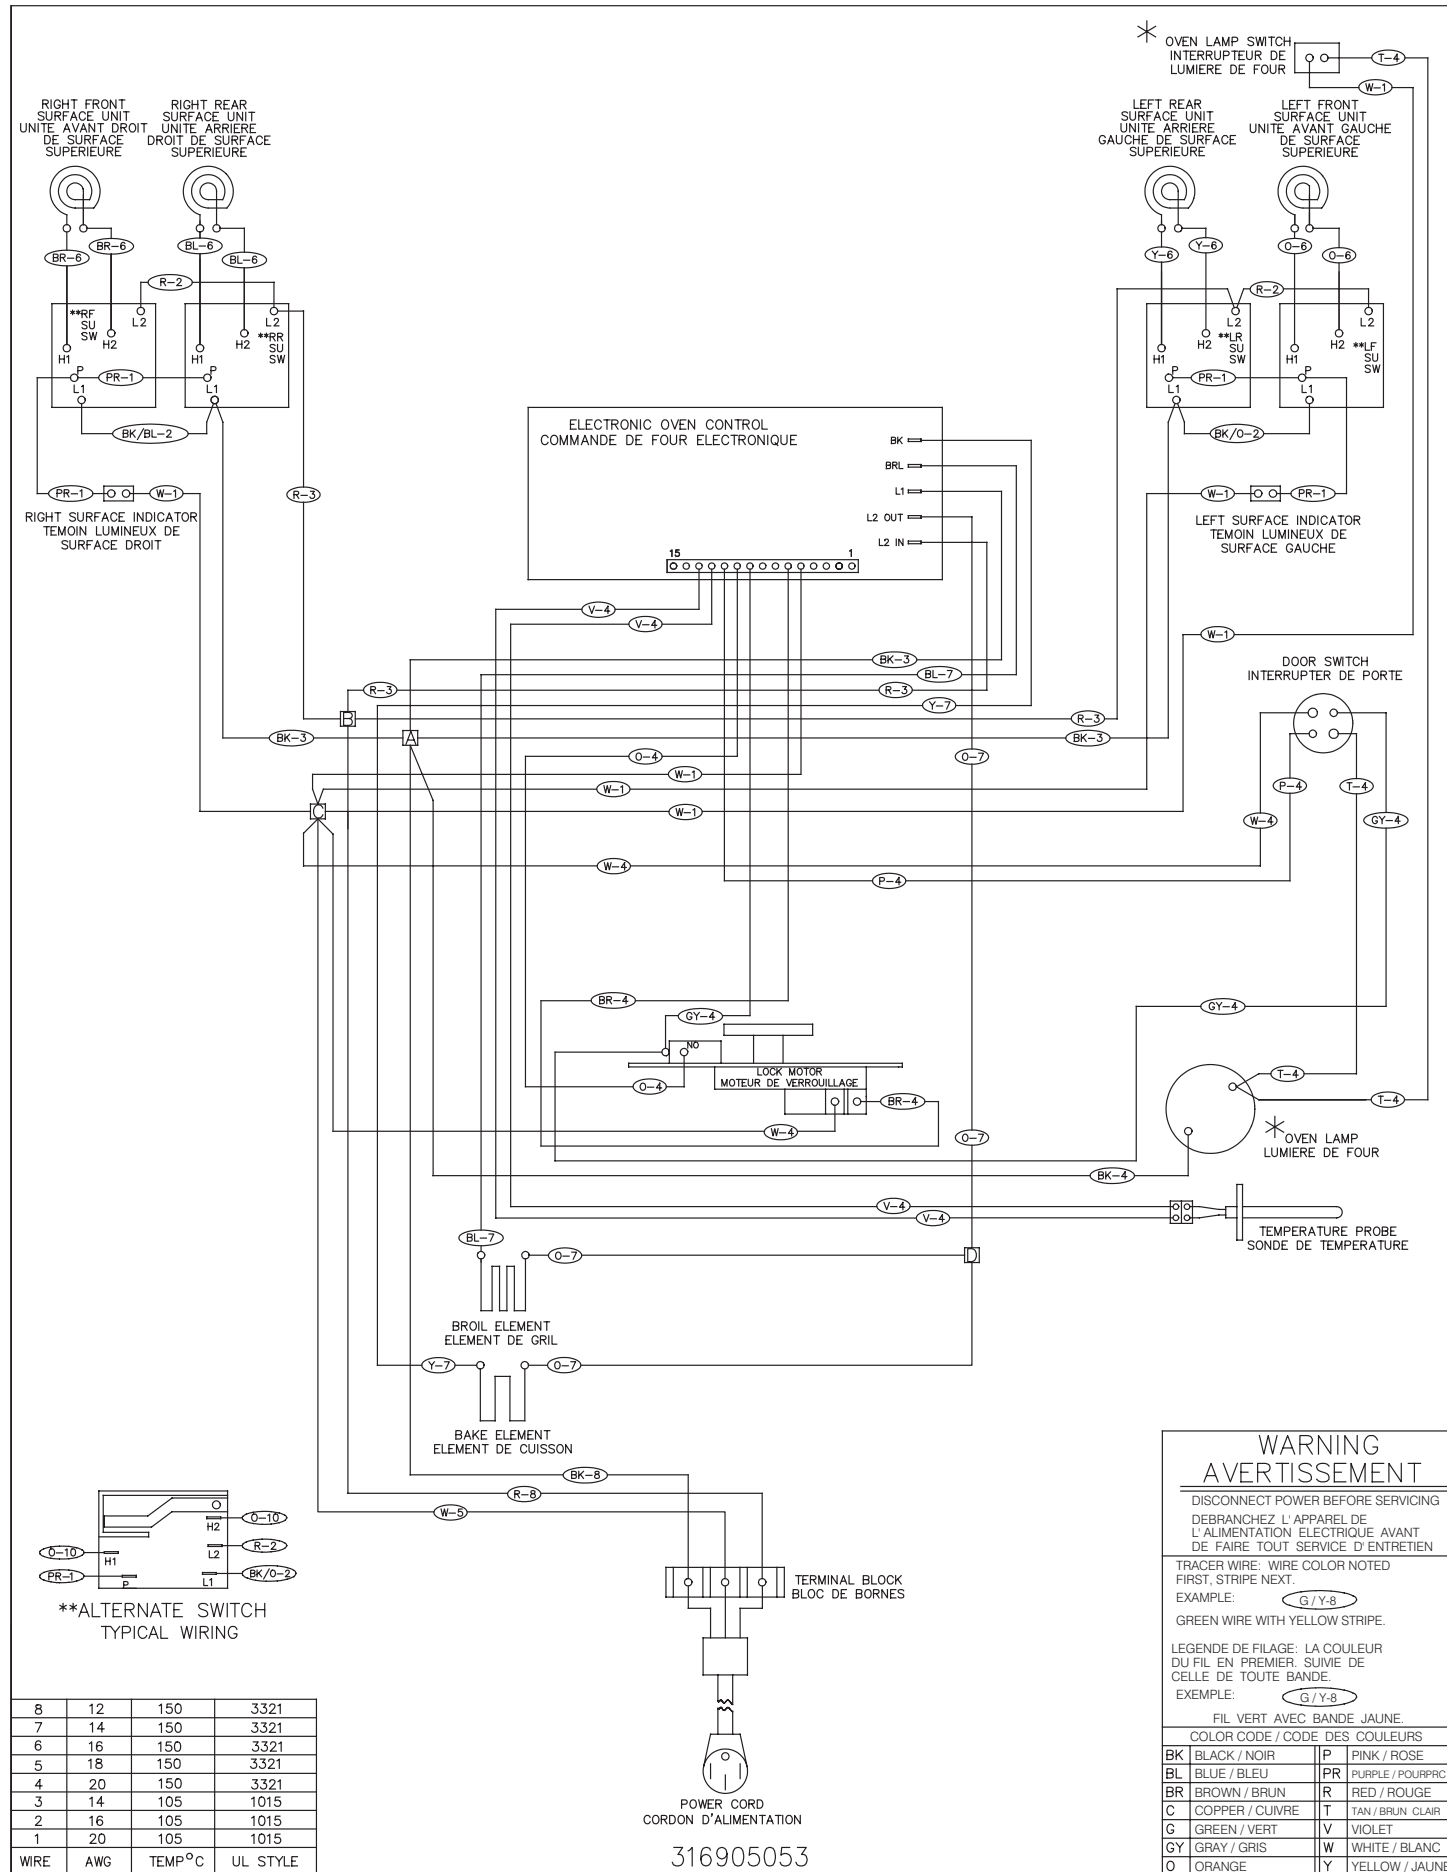 OVEN LAMP SWITCH
INTERRUPTEUR DE
LUMIERE DE FOUR
T-4
W-1
RIGHT FRONT
SURFACE UNIT
UNITE AVANT DROIT
DE SURFACE
SUPERIEURE
RIGHT REAR
SURFACE UNIT
UNITE ARRIERE
DROIT DE SURFACE
SUPERIEURE
LEFT REAR
SURFACE UNIT
UNITE ARRIERE
GAUCHE DE SURFACE
SUPERIEURE
LEFT FRONT
SURFACE UNIT
UNITE AVANT GAUCHE
DE SURFACE
SUPERIEURE
BR-6
BR-6
BL-6
BL-6
R-2
Y-6
Y-6
O-6
O-6
R-2
**RF
SU
SW
H1
H2
L2
P
L1
PR-1
**RR
SU
SW
H1
H2
L2
P
L1
BK/BL-2
**LR
SU
SW
H1
H2
L2
P
L1
PR-1
**LF
SU
SW
H1
H2
L2
P
L1
BK/O-2
PR-1
W-1
R-3
RIGHT SURFACE INDICATOR
TEMOIN LUMINEUX DE
SURFACE DROIT
W-1
PR-1
LEFT SURFACE INDICATOR
TEMOIN LUMINEUX DE
SURFACE GAUCHE
ELECTRONIC OVEN CONTROL
COMMANDE DE FOUR ELECTRONIQUE
BK
BRL
L1
L2 OUT
L2 IN
15
1
V-4
V-4
W-1
BK-3
BL-7
R-3
R-3
Y-7
B
R-3
BK-3
A
BK-3
O-4
O-7
W-1
W-1
C
W-1
DOOR SWITCH
INTERRUPTER DE PORTE
P-4
T-4
W-4
GY-4
W-4
P-4
BR-4
GY-4
GY-4
NO
LOCK MOTOR
MOTEUR DE VERROUILLAGE
O-4
BR-4
W-4
O-7
T-4
T-4
OVEN LAMP
LUMIERE DE FOUR
BK-4
V-4
V-4
TEMPERATURE PROBE
SONDE DE TEMPERATURE
BL-7
O-7
D
BROIL ELEMENT
ELEMENT DE GRIL
Y-7
O-7
BAKE ELEMENT
ELEMENT DE CUISSON
BK-8
R-8
W-5
TERMINAL BLOCK
BLOC DE BORNES
POWER CORD
CORDON D'ALIMENTATION
316905053
O-10
H2
O-10
H1
L2
R-2
PR-1
P
L1
BK/O-2
**ALTERNATE SWITCH
TYPICAL WIRING
8 12 150 3321
7 14 150 3321
6 16 150 3321
5 18 150 3321
4 20 150 3321
3 14 105 1015
2 16 105 1015
1 20 105 1015
WIRE AWG TEMP°C UL STYLE
WARNING
AVERTISSEMENT
DISCONNECT POWER BEFORE SERVICING
DEBRANCHEZ L'APPAREL DE
L'ALIMENTATION ELECTRIQUE AVANT
DE FAIRE TOUT SERVICE D'ENTRETIEN
TRACER WIRE: WIRE COLOR NOTED
FIRST, STRIPE NEXT.
EXAMPLE: G / Y-8
GREEN WIRE WITH YELLOW STRIPE.
LEGENDE DE FILAGE: LA COULEUR
DU FIL EN PREMIER. SUIVIE DE
CELLE DE TOUTE BANDE.
EXEMPLE: G / Y-8
FIL VERT AVEC BANDE JAUNE.
COLOR CODE / CODE DES COULEURS
BK BLACK / NOIR P PINK / ROSE
BL BLUE / BLEU PR PURPLE / POURPRC
BR BROWN / BRUN R RED / ROUGE
C COPPER / CUIVRE T TAN / BRUN CLAIR
G GREEN / VERT V VIOLET
GY GRAY / GRIS W WHITE / BLANC
O ORANGE Y YELLOW / JAUNE